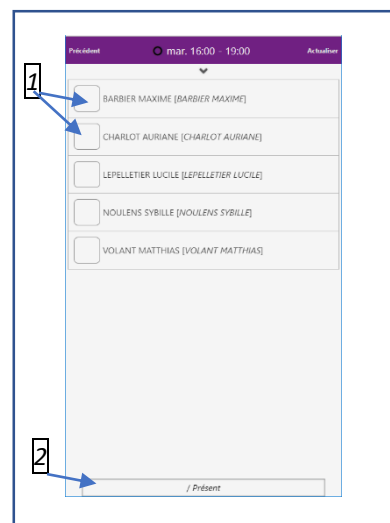 Précédent mar. 16:00 - 19:00 Actualiser
1
BARBIER MAXIME [BARBIER MAXIME]
CHARLOT AURIANE [CHARLOT AURIANE]
LEPELLETIER LUCILE [LEPELLETIER LUCILE]
NOULENS SYBILLE [NOULENS SYBILLE]
VOLANT MATTHIAS [VOLANT MATTHIAS]
2
/ Présent